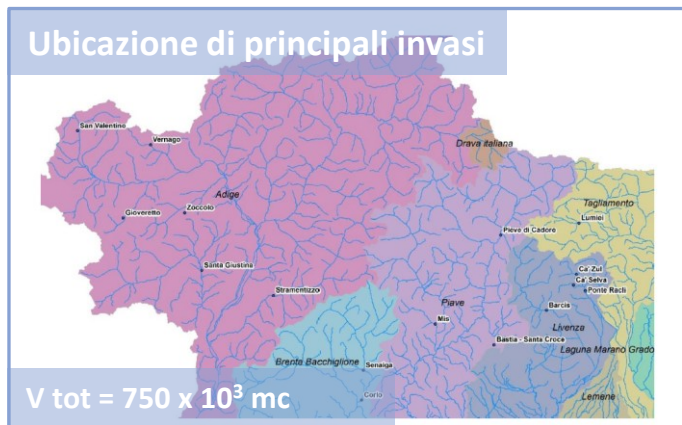 Ubicazione di principali invasi
San Valentino
Vernago
Drava italiana
Adige
Gioveretto
Zoccolo
Tagliamento
Lumiei
Pieve di Cadore
Santa Giustina
Ca' Zul
Ca' Selva
Ponte Racli
Stramentizzo
Piave
Barcis
Mis
Livenza
Bastia - Santa Croce
Laguna Marano Grado
Brenta Bacchiglione
Senaiga
Corlo
Lemene
V tot = 750 x 10³ mc